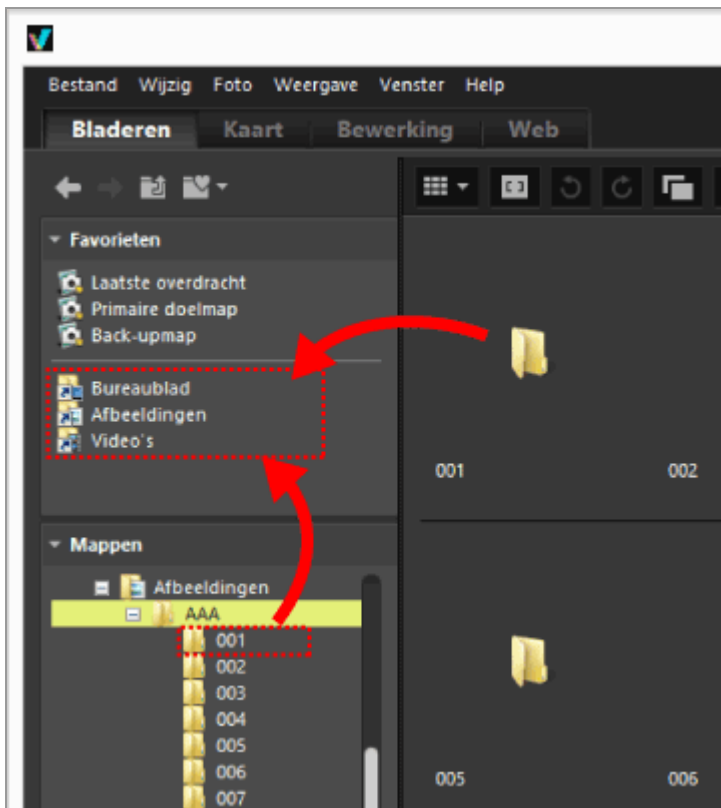 Bestand Wijzig Foto Weergave Venster Help
Bladeren Kaart Bewerking Web
Favorieten
Laatste overdracht
Primaire doelmap
Back-upmap
Bureaublad
Afbeeldingen
Video's
Mappen
Afbeeldingen
AAA
001
002
003
004
005
006
007
001 002
005 006